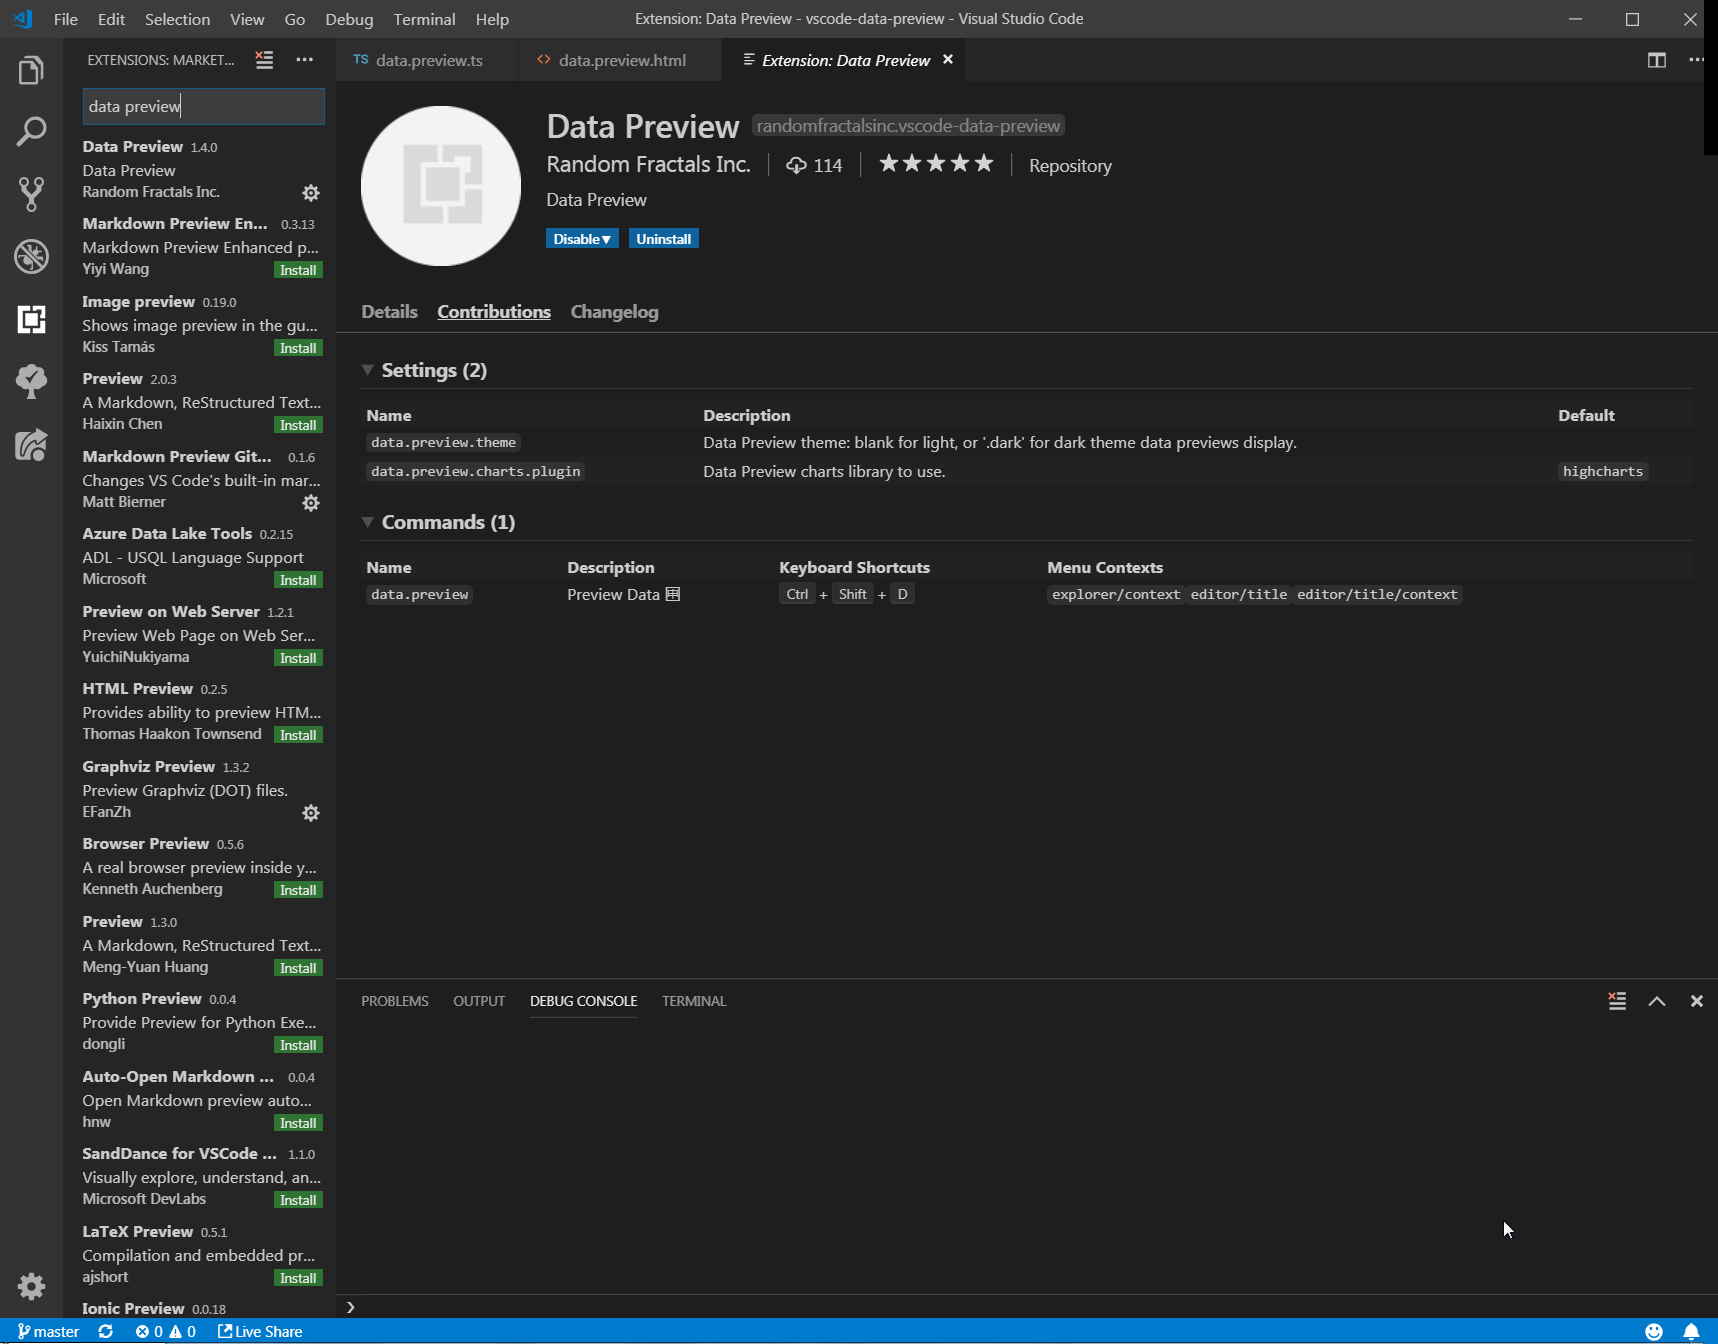 File Edit Selection View Go Debug Terminal Help
Extension: Data Preview - vscode-data-preview - Visual Studio Code
EXTENSIONS: MARKET...
data preview
Data Preview 1.4.0
Data Preview
Random Fractals Inc.
Markdown Preview En... 0.3.13
Markdown Preview Enhanced p...
Yiyi Wang Install
Image preview 0.19.0
Shows image preview in the gu...
Kiss Tamás Install
Preview 2.0.3
A Markdown, ReStructured Text...
Haixin Chen Install
Markdown Preview Git... 0.1.6
Changes VS Code's built-in mar...
Matt Bierner
Azure Data Lake Tools 0.2.15
ADL - USQL Language Support
Microsoft Install
Preview on Web Server 1.2.1
Preview Web Page on Web Ser...
YuichiNukiyama Install
HTML Preview 0.2.5
Provides ability to preview HTM...
Thomas Haakon Townsend Install
Graphviz Preview 1.3.2
Preview Graphviz (DOT) files.
EFanZh
Browser Preview 0.5.6
A real browser preview inside y...
Kenneth Auchenberg Install
Preview 1.3.0
A Markdown, ReStructured Text...
Meng-Yuan Huang Install
Python Preview 0.0.4
Provide Preview for Python Exe...
dongli Install
Auto-Open Markdown ... 0.0.4
Open Markdown preview auto...
hnw Install
SandDance for VSCode ... 1.1.0
Visually explore, understand, an...
Microsoft DevLabs Install
LaTeX Preview 0.5.1
Compilation and embedded pr...
ajshort Install
Ionic Preview 0.0.18
TS data.preview.ts
<> data.preview.html
Extension: Data Preview
Data Preview randomfractalsinc.vscode-data-preview
Random Fractals Inc. 114 ★★★★★ Repository
Data Preview
Disable▼ Uninstall
Details Contributions Changelog
Settings (2)
Name Description Default
data.preview.theme Data Preview theme: blank for light, or '.dark' for dark theme data previews display.
data.preview.charts.plugin Data Preview charts library to use. highcharts
Commands (1)
Name Description Keyboard Shortcuts Menu Contexts
data.preview Preview Data Ctrl + Shift + D explorer/context editor/title editor/title/context
PROBLEMS OUTPUT DEBUG CONSOLE TERMINAL
master 0 0 Live Share